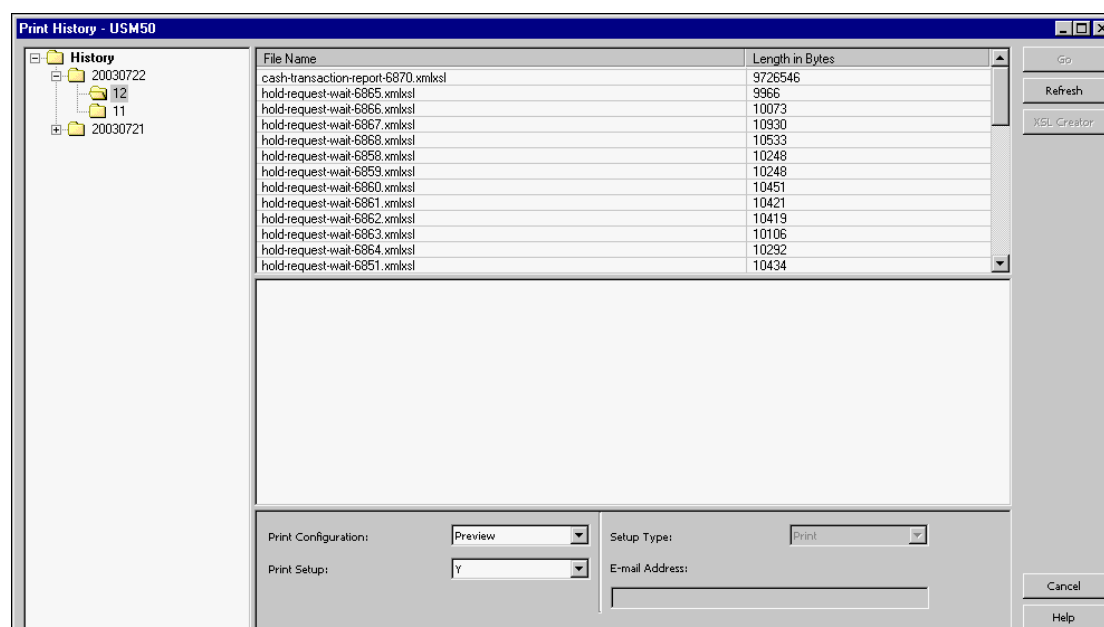 Print History - USM50
History
20030722
12
11
20030721
File Name Length in Bytes
cash-transaction-report-6870.xmlxsl 9726546
hold-request-wait-6865.xmlxsl 9966
hold-request-wait-6866.xmlxsl 10073
hold-request-wait-6867.xmlxsl 10930
hold-request-wait-6868.xmlxsl 10533
hold-request-wait-6858.xmlxsl 10248
hold-request-wait-6859.xmlxsl 10248
hold-request-wait-6860.xmlxsl 10451
hold-request-wait-6861.xmlxsl 10421
hold-request-wait-6862.xmlxsl 10419
hold-request-wait-6863.xmlxsl 10106
hold-request-wait-6864.xmlxsl 10292
hold-request-wait-6851.xmlxsl 10434
Go
Refresh
XSL Creator
Print Configuration: Preview
Print Setup: Y
Setup Type: Print
E-mail Address:
Cancel
Help